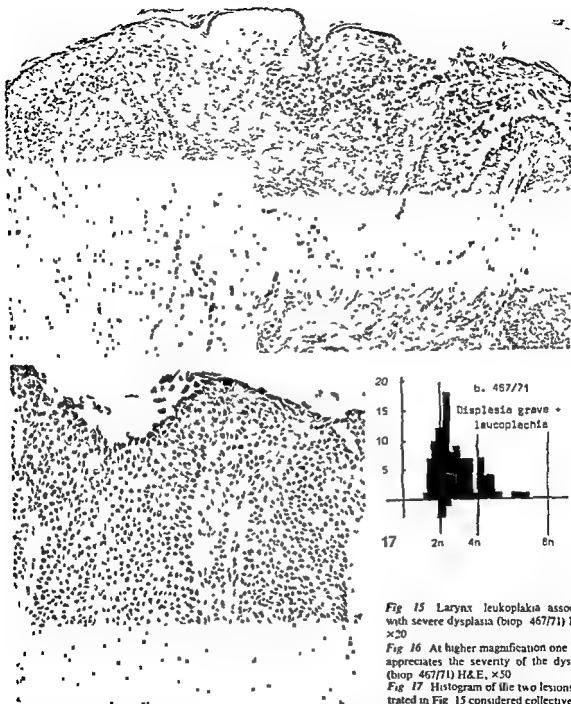 20
15
10
5
b. 467/71
Displasia grave +
leucoplachia
17 2n 4n 8n
Fig 15 Larynx leukoplakia asso
with severe dysplasia (biop 467/71)
×20
Fig 16 At higher magnification one
appreciates the severity of the dys
(biop 467/71) H&E, ×50
Fig 17 Histogram of the two lesions
trated in Fig 15 considered collective